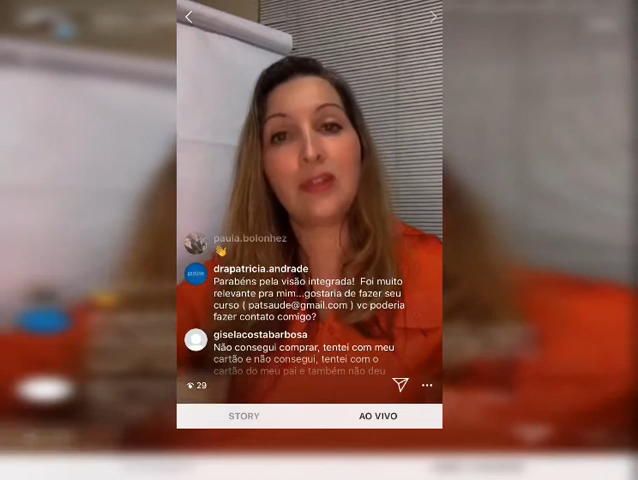 paula.bolonhez
👋
drapatricia.andrade
Parabéns pela visão integrada! Foi muito
relevante pra mim...gostaria de fazer seu
curso ( patsaude@gmail.com ) vc poderia
fazer contato comigo?
giselacostabarbosa
Não consegui comprar, tentei com meu
cartão e não consegui, tentei com o
cartão do meu pai e também não deu
29
STORY
AO VIVO